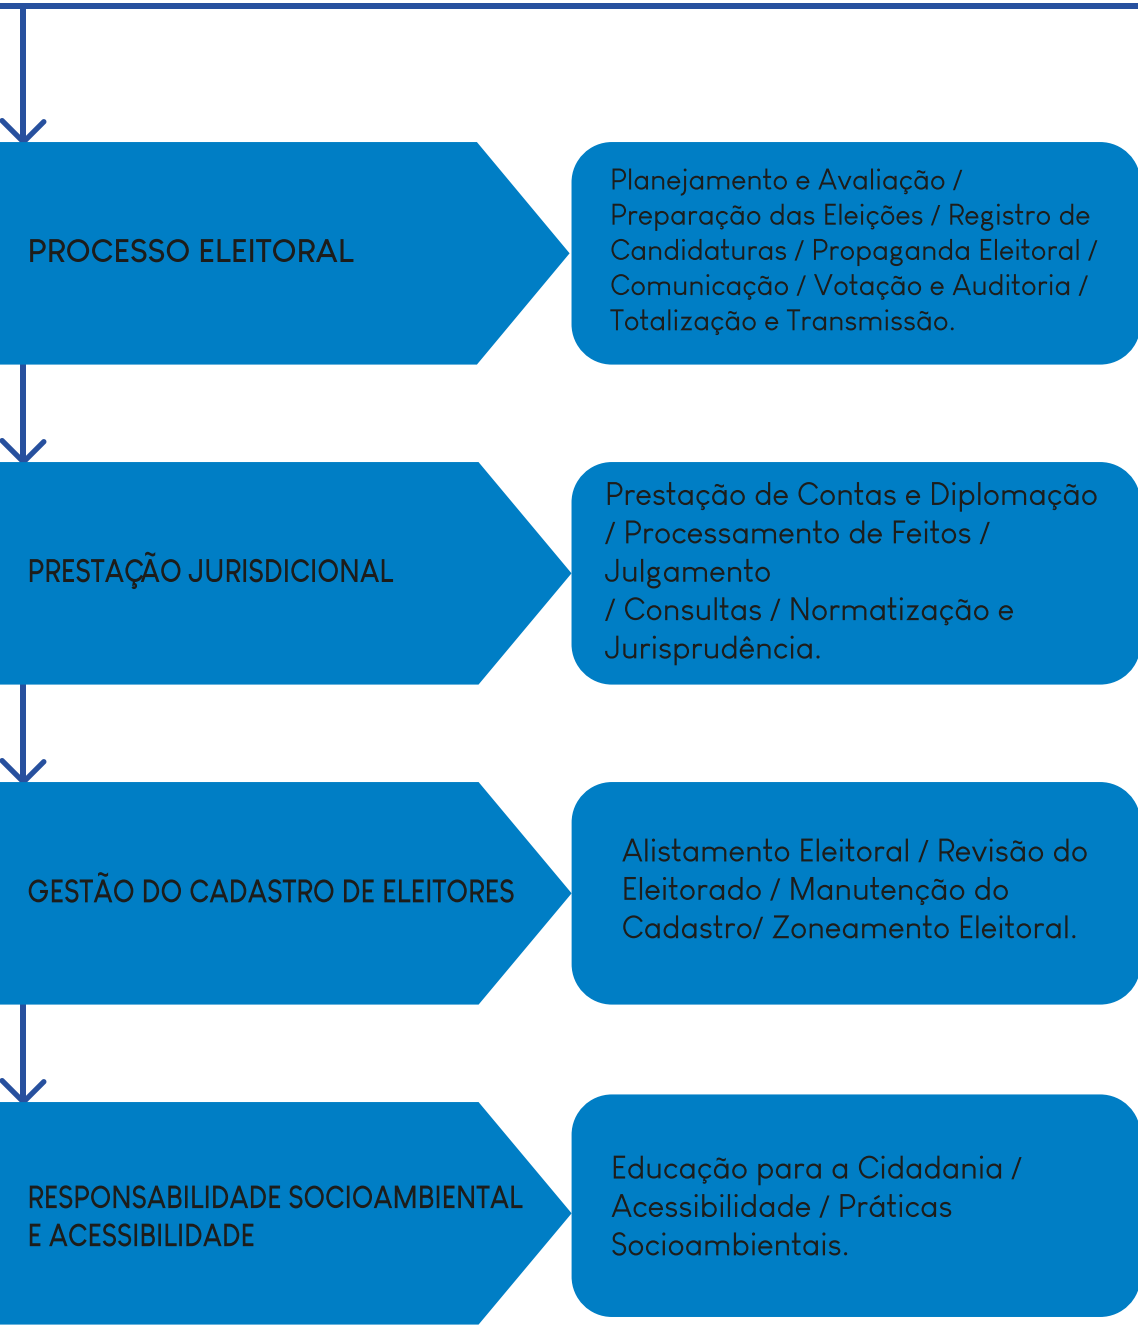 PROCESSO ELEITORAL
Planejamento e Avaliação /
Preparação das Eleições / Registro de
Candidaturas / Propaganda Eleitoral /
Comunicação / Votação e Auditoria /
Totalização e Transmissão.
PRESTAÇÃO JURISDICIONAL
Prestação de Contas e Diplomação
/ Processamento de Feitos /
Julgamento
/ Consultas / Normatização e
Jurisprudência.
GESTÃO DO CADASTRO DE ELEITORES
Alistamento Eleitoral / Revisão do
Eleitorado / Manutenção do
Cadastro/ Zoneamento Eleitoral.
RESPONSABILIDADE SOCIOAMBIENTAL
E ACESSIBILIDADE
Educação para a Cidadania /
Acessibilidade / Práticas
Socioambientais.